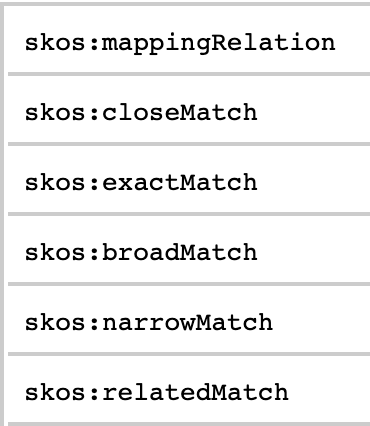 skos:mappingRelation
skos:closeMatch
skos:exactMatch
skos:broadMatch
skos:narrowMatch
skos:relatedMatch